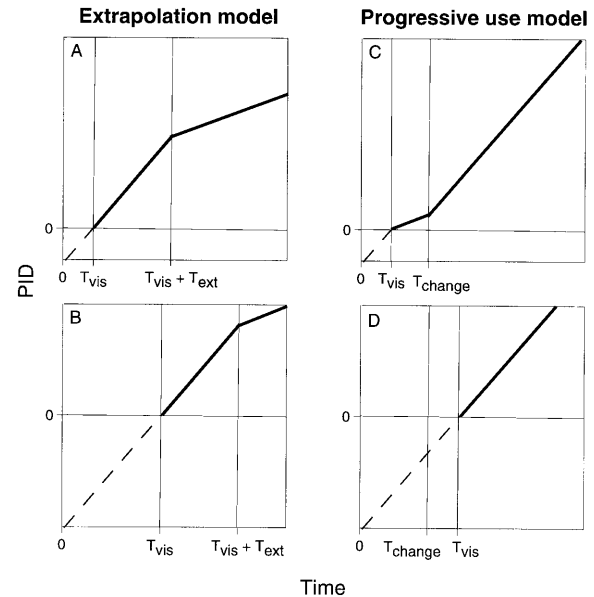 Extrapolation model
Progressive use model
A
0
0 Tvis Tvis + Text
C
0
0 Tvis Tchange
PID
B
0
0 Tvis Tvis + Text
D
0
0 Tchange Tvis
Time